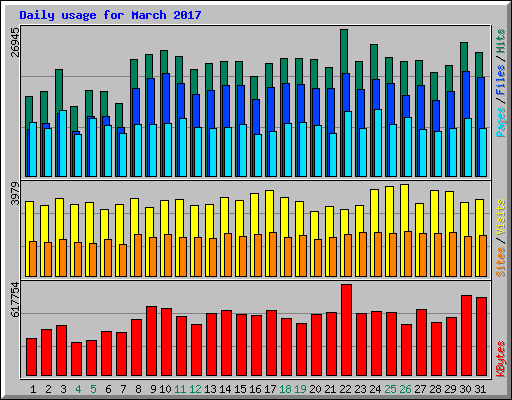 Daily usage for March 2017
26945
Pages / Files / Hits
3979
Sites / Visits
617754
KBytes
1 2 3 4 5 6 7 8 9 10 11 12 13 14 15 16 17 18 19 20 21 22 23 24 25 26 27 28 29 30 31